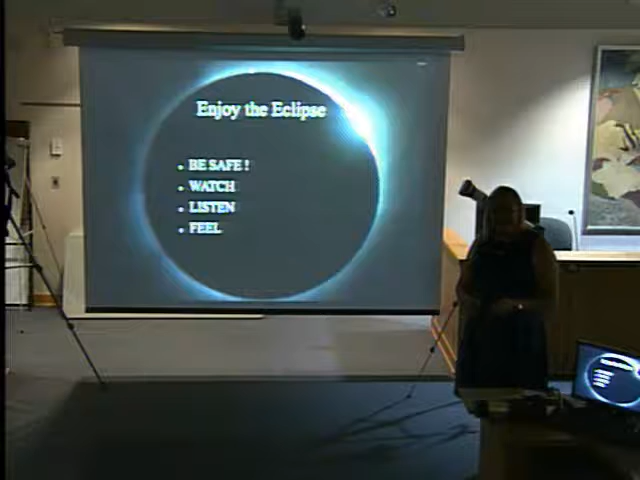 Enjoy the Eclipse
• BE SAFE !
• WATCH
• LISTEN
• FEEL